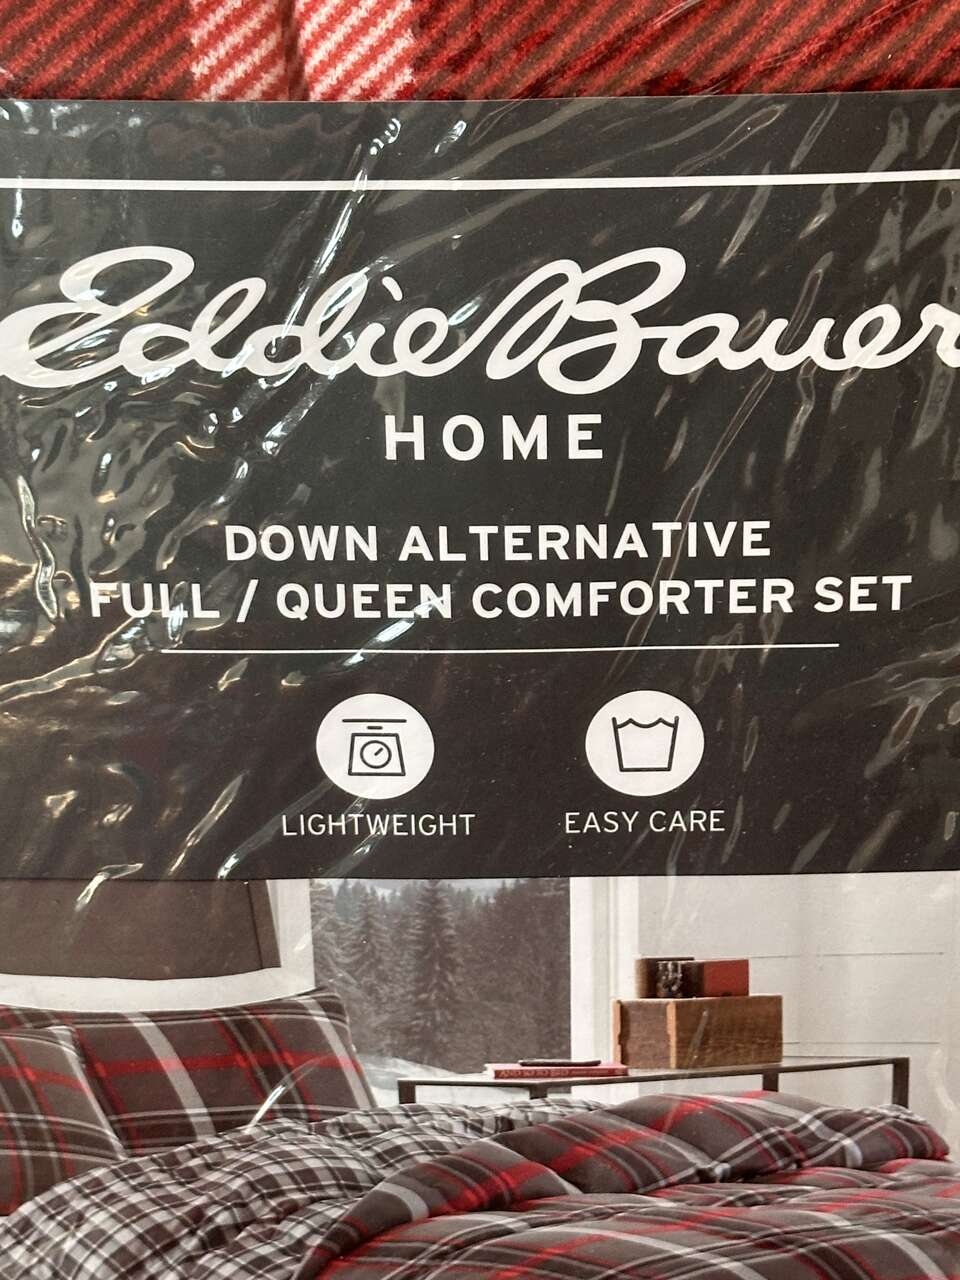 Eddie Bauer
HOME
DOWN ALTERNATIVE
FULL / QUEEN COMFORTER SET
LIGHTWEIGHT
EASY CARE